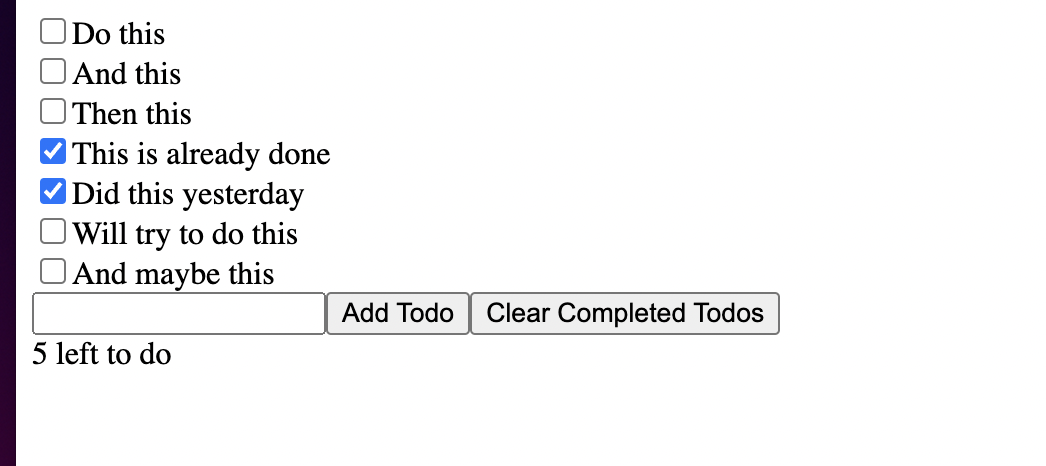 Do this
And this
Then this
This is already done
Did this yesterday
Will try to do this
And maybe this
Add Todo Clear Completed Todos
5 left to do